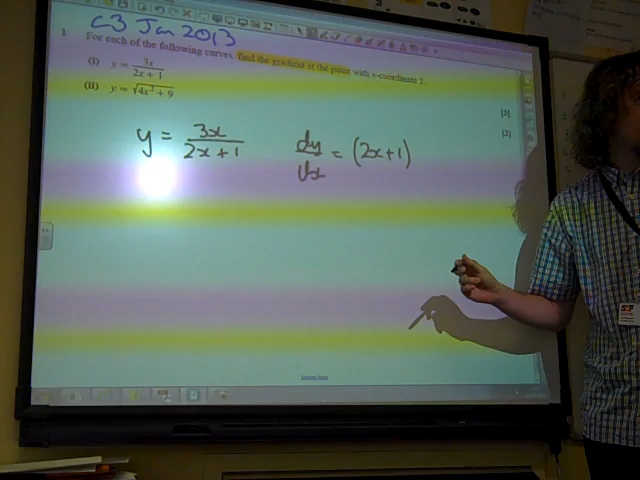 C3 Jan 2013
1 For each of the following curves, find the gradient at the point with x-coordinate 2.
(i) y = 3x / 2x + 1
[3]
(ii) y = √4x² + 9
[3]
y = 3x / 2x + 1 dy / dx = (2x+1)